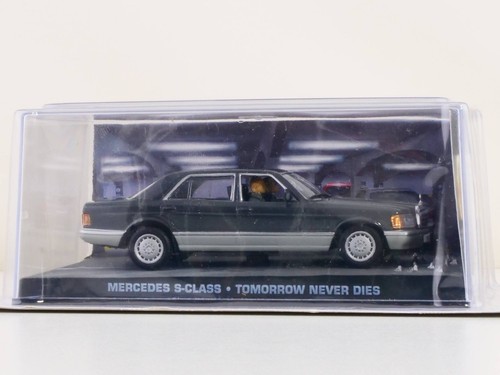 MERCEDES S-CLASS • TOMORROW NEVER DIES